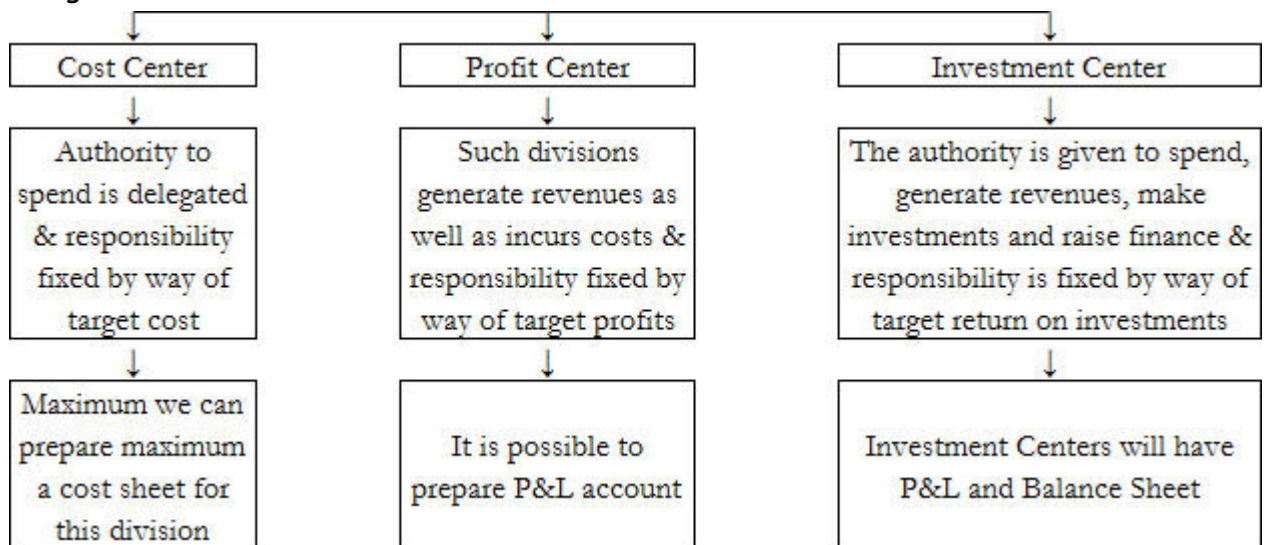 Cost Center
Profit Center
Investment Center
Authority to
spend is delegated
& responsibility
fixed by way of
target cost
Such divisions
generate revenues as
well as incurs costs &
responsibility fixed by
way of target profits
The authority is given to spend,
generate revenues, make
investments and raise finance &
responsibility is fixed by way of
target return on investments
Maximum we can
prepare maximum
a cost sheet for
this division
It is possible to
prepare P&L account
Investment Centers will have
P&L and Balance Sheet